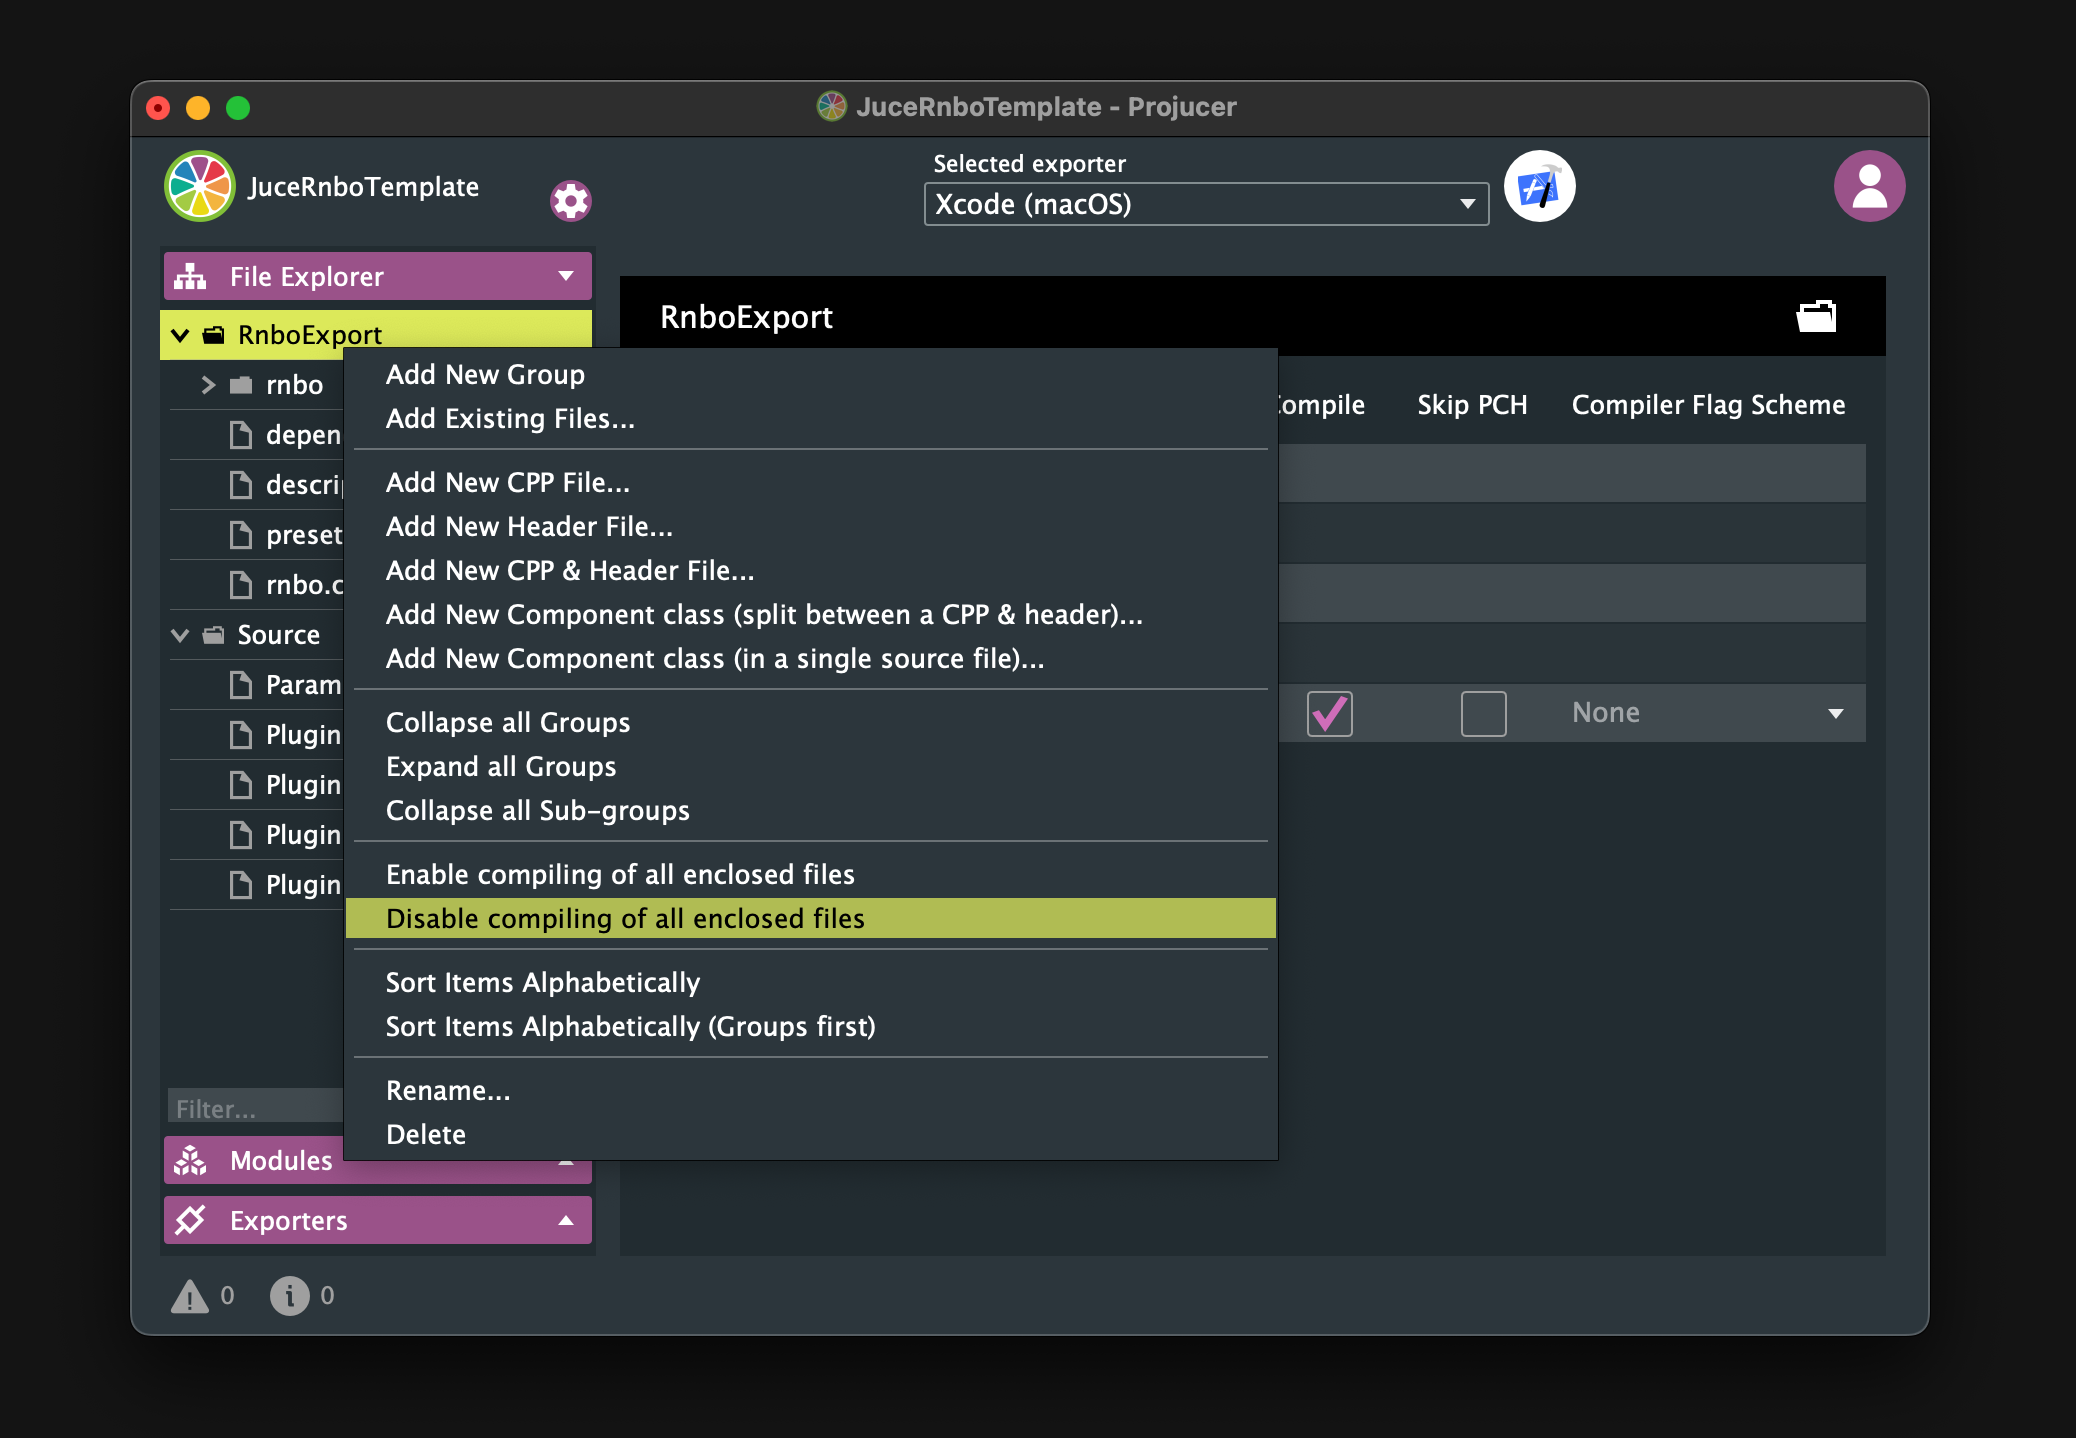 JuceRnboTemplate - Projucer
JuceRnboTemplate
Selected exporter
Xcode (macOS)
File Explorer
RnboExport
RnboExport
rnbo
Compile
Skip PCH
Compiler Flag Scheme
Source
None
Add New Group
Add Existing Files...
Add New CPP File...
Add New Header File...
Add New CPP & Header File...
Add New Component class (split between a CPP & header)...
Add New Component class (in a single source file)...
Collapse all Groups
Expand all Groups
Collapse all Sub-groups
Enable compiling of all enclosed files
Disable compiling of all enclosed files
Sort Items Alphabetically
Sort Items Alphabetically (Groups first)
Rename...
Delete
depen
descrip
preset
rnbo.c
Param
Plugin
Plugin
Plugin
Plugin
Filter...
Modules
Exporters
0
0